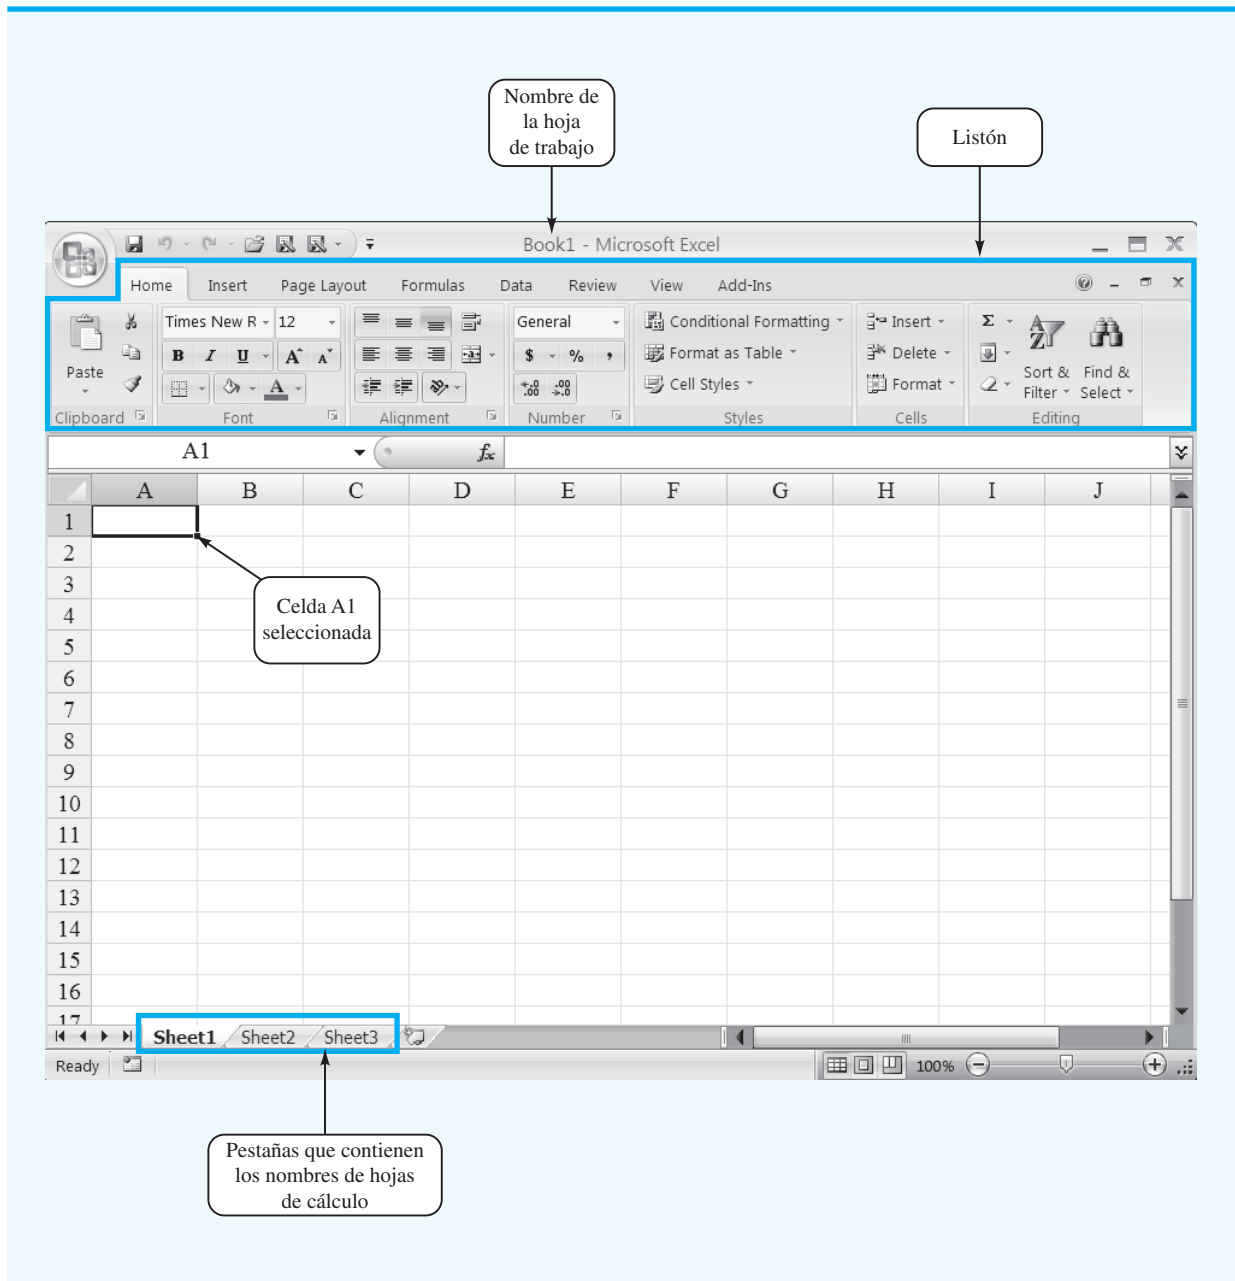 Nombre de
la hoja
de trabajo
Listón
Book1 - Microsoft Excel
Home Insert Page Layout Formulas Data Review View Add-Ins
Times New R 12 General Conditional Formatting Insert Σ
B I U A A $ % , Format as Table Delete
Paste Sort & Find &
A .00 .00 Cell Styles Format Filter Select
Clipboard Font Alignment Number Styles Cells Editing
A1 fx
A B C D E F G H I J
1
2
3
Celda A1
seleccionada
4
5
6
7
8
9
10
11
12
13
14
15
16
17
Sheet1 Sheet2 Sheet3
Ready 100%
Pestañas que contienen
los nombres de hojas
de cálculo